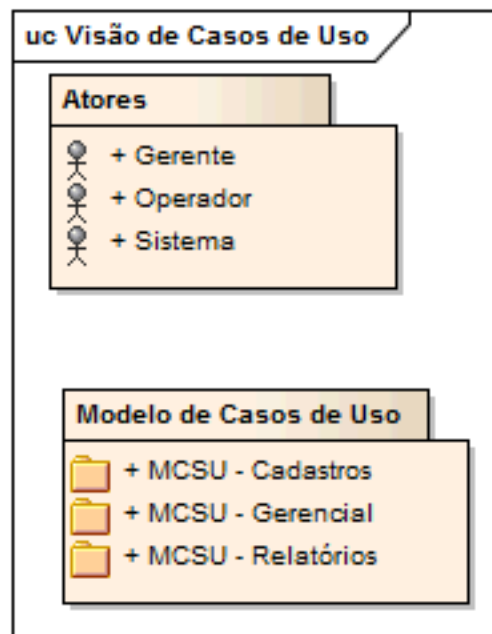 uc Visão de Casos de Uso
Atores
+ Gerente
+ Operador
+ Sistema
Modelo de Casos de Uso
+ MCSU - Cadastros
+ MCSU - Gerencial
+ MCSU - Relatórios